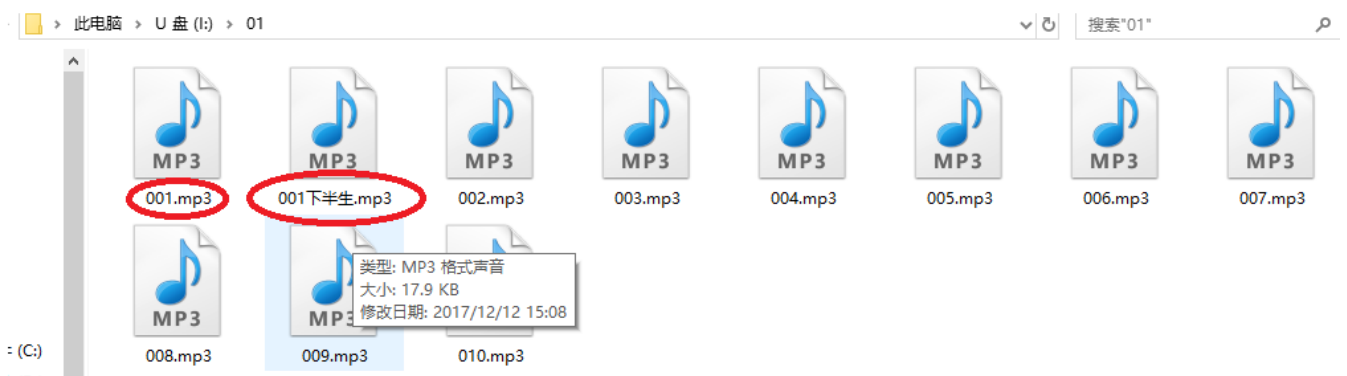 此电脑 > U 盘 (I:) > 01
搜索"01"
MP3 MP3 MP3 MP3 MP3 MP3 MP3 MP3
001.mp3 001下半生.mp3 002.mp3 003.mp3 004.mp3 005.mp3 006.mp3 007.mp3
类型: MP3 格式声音
大小: 17.9 KB
修改日期: 2017/12/12 15:08
MP3 MP3
(C:)
008.mp3 009.mp3 010.mp3